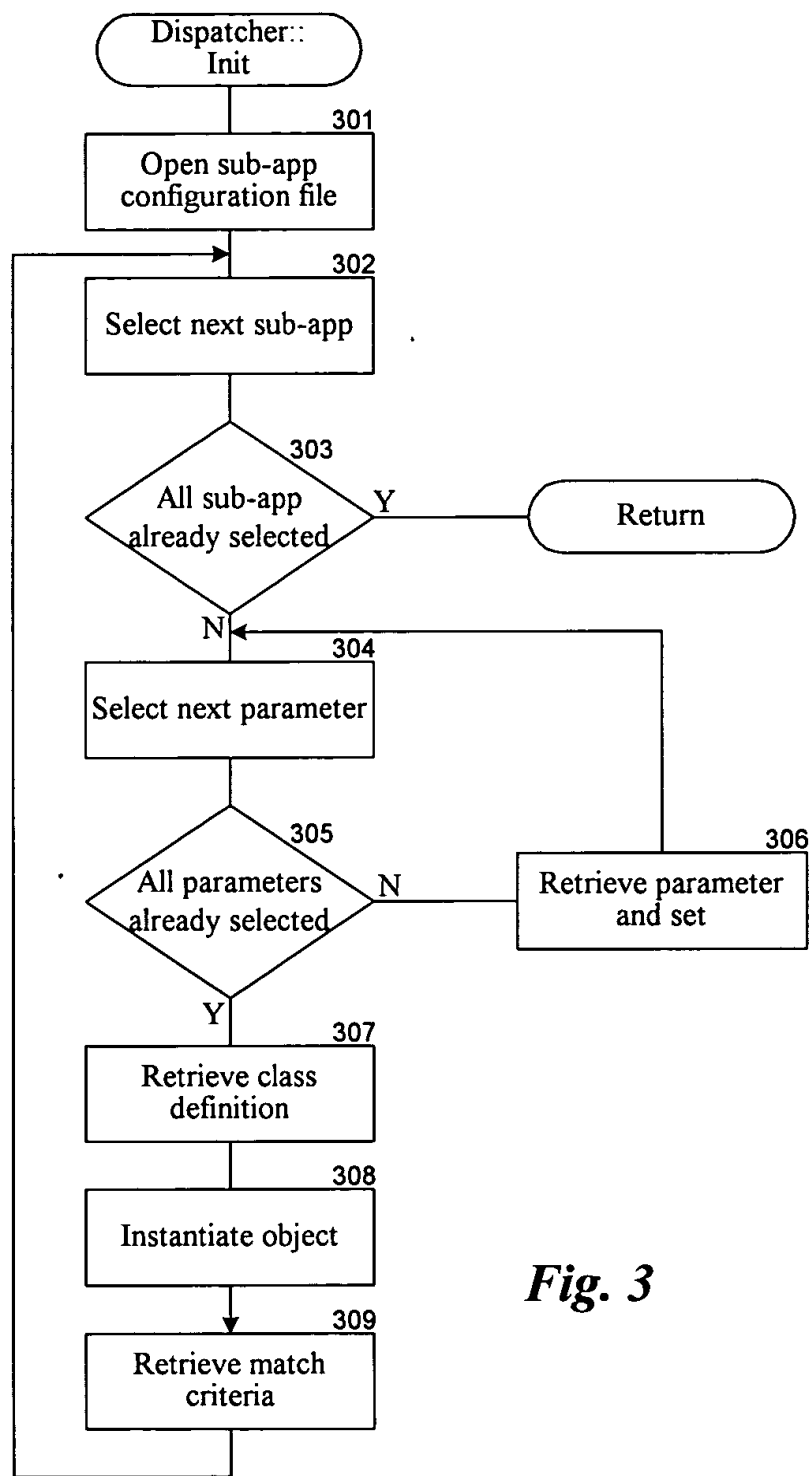 Dispatcher::
Init
301
Open sub-app
configuration file
302
Select next sub-app
303
All sub-app
already selected
Y
Return
N
304
Select next parameter
305
All parameters
already selected
N
306
Retrieve parameter
and set
Y
307
Retrieve class
definition
308
Instantiate object
309
Retrieve match
criteria
Fig. 3